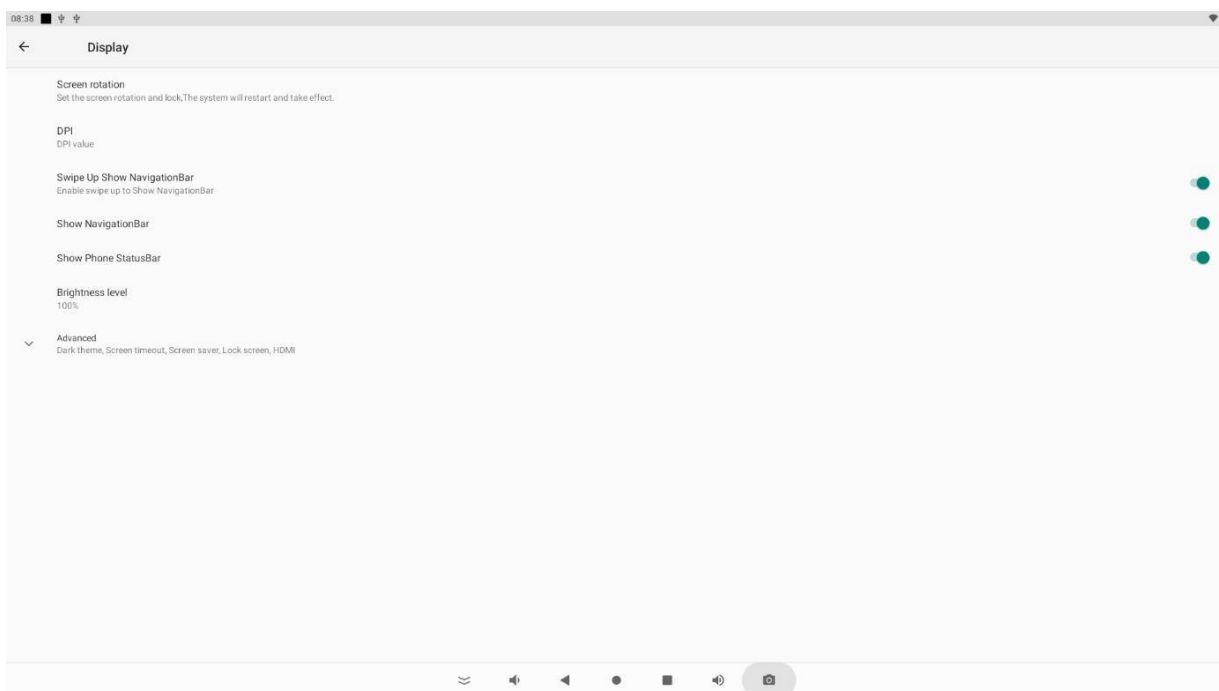 08:38
Display
Screen rotation
Set the screen rotation and lock,The system will restart and take effect.
DPI
DPI value
Swipe Up Show NavigationBar
Enable swipe up to Show NavigationBar
Show NavigationBar
Show Phone StatusBar
Brightness level
100%
Advanced
Dark theme, Screen timeout, Screen saver, Lock screen, HDMI